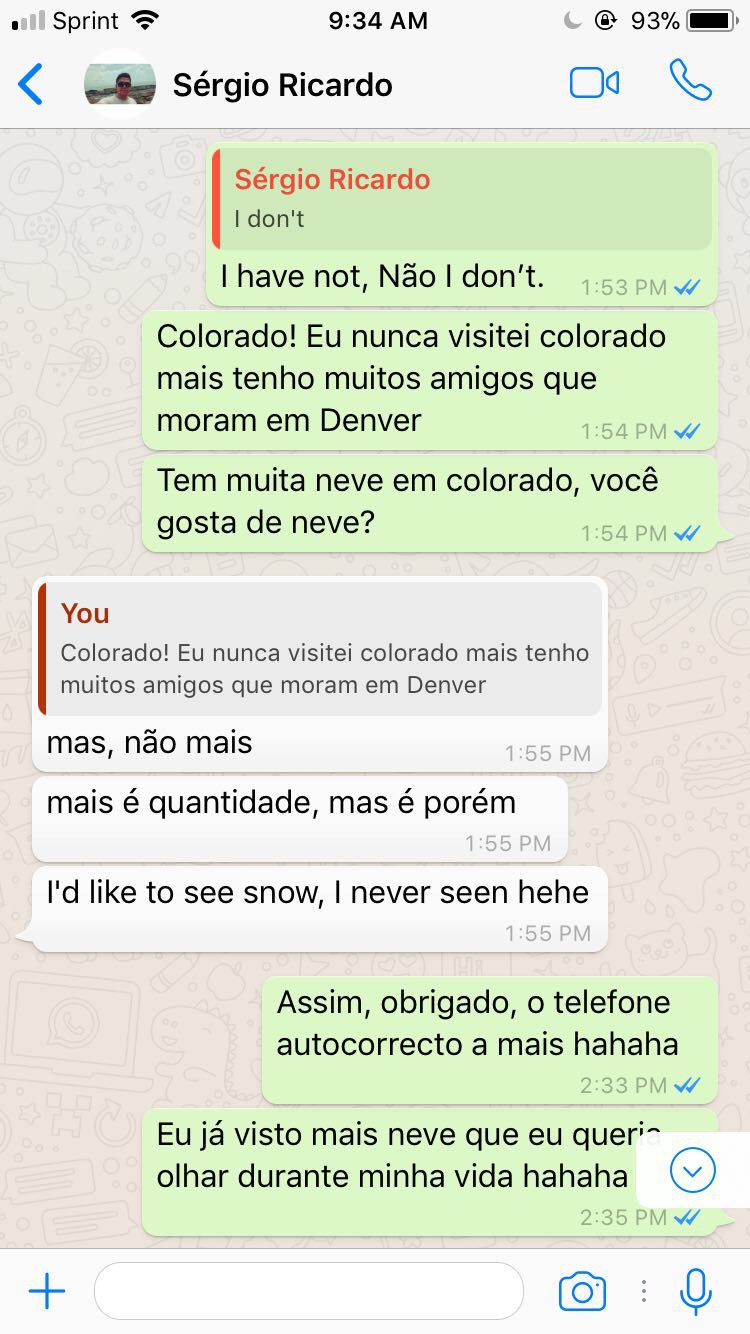 Sprint 9:34 AM 93%
Sérgio Ricardo
Sérgio Ricardo
I don't
I have not, Não I don’t. 1:53 PM
Colorado! Eu nunca visitei colorado
mais tenho muitos amigos que
moram em Denver 1:54 PM
Tem muita neve em colorado, você
gosta de neve? 1:54 PM
You
Colorado! Eu nunca visitei colorado mais tenho
muitos amigos que moram em Denver
mas, não mais 1:55 PM
mais é quantidade, mas é porém
1:55 PM
I'd like to see snow, I never seen hehe
1:55 PM
Assim, obrigado, o telefone
autocorrecto a mais hahaha
2:33 PM
Eu já visto mais neve que eu queria
olhar durante minha vida hahaha
2:35 PM